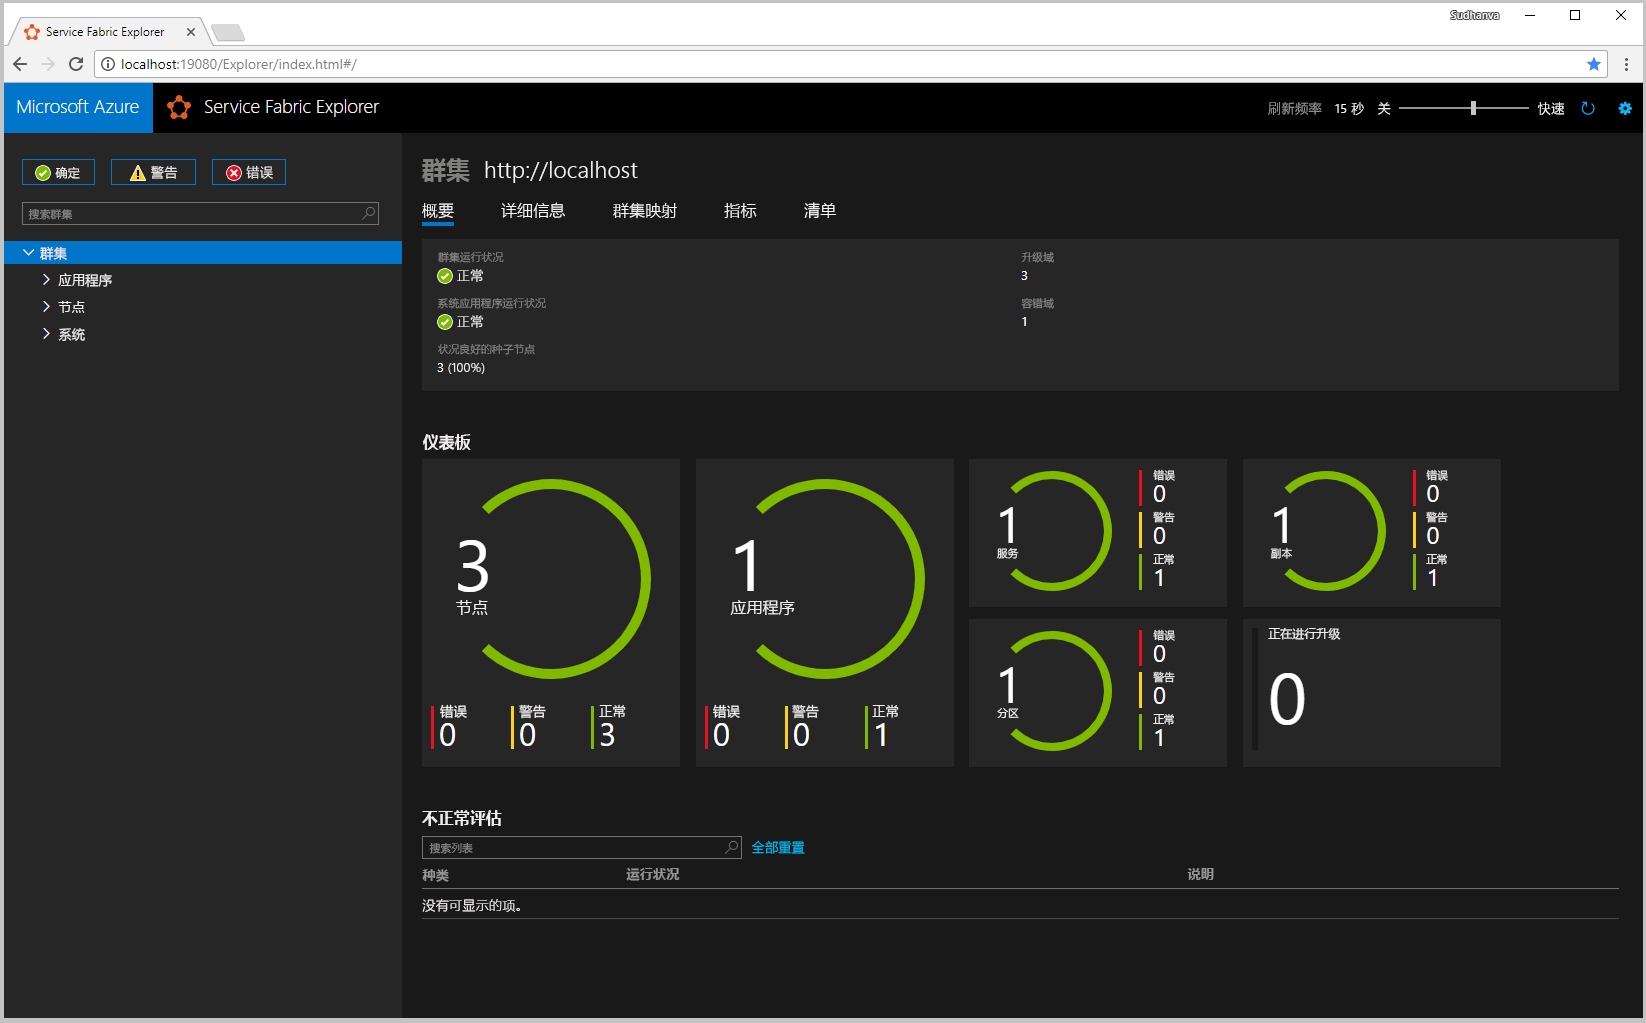 Sudhanva
Service Fabric Explorer
localhost:19080/Explorer/index.html#/
Microsoft Azure
Service Fabric Explorer
刷新频率 15 秒 关 快速
确定 警告 错误
搜索群集
群集
应用程序
节点
系统
群集 http://localhost
概要 详细信息 群集映射 指标 清单
群集运行状况
正常
系统应用程序运行状况
正常
状况良好的种子节点
3 (100%)
升级域
3
容错域
1
仪表板
3
节点
错误 警告 正常
0 0 3
1
应用程序
错误 警告 正常
0 0 1
1
服务
错误
0
警告
0
正常
1
1
副本
错误
0
警告
0
正常
1
1
分区
错误
0
警告
0
正常
1
正在进行升级
0
不正常评估
搜索列表 全部重置
种类 运行状况 说明
没有可显示的项。